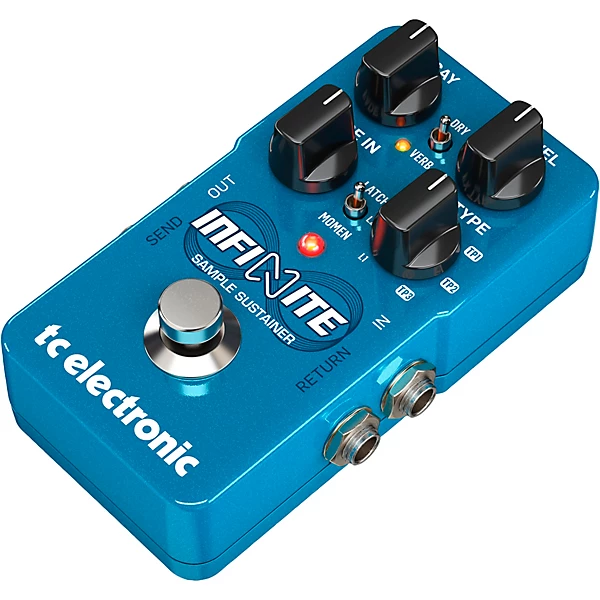 DRY
VERB
TYPE
LATCH
MOMEN
TP1
TP2
TP3
OUT
SEND
IN
RETURN
INFINITE
SAMPLE SUSTAINER
tc electronic